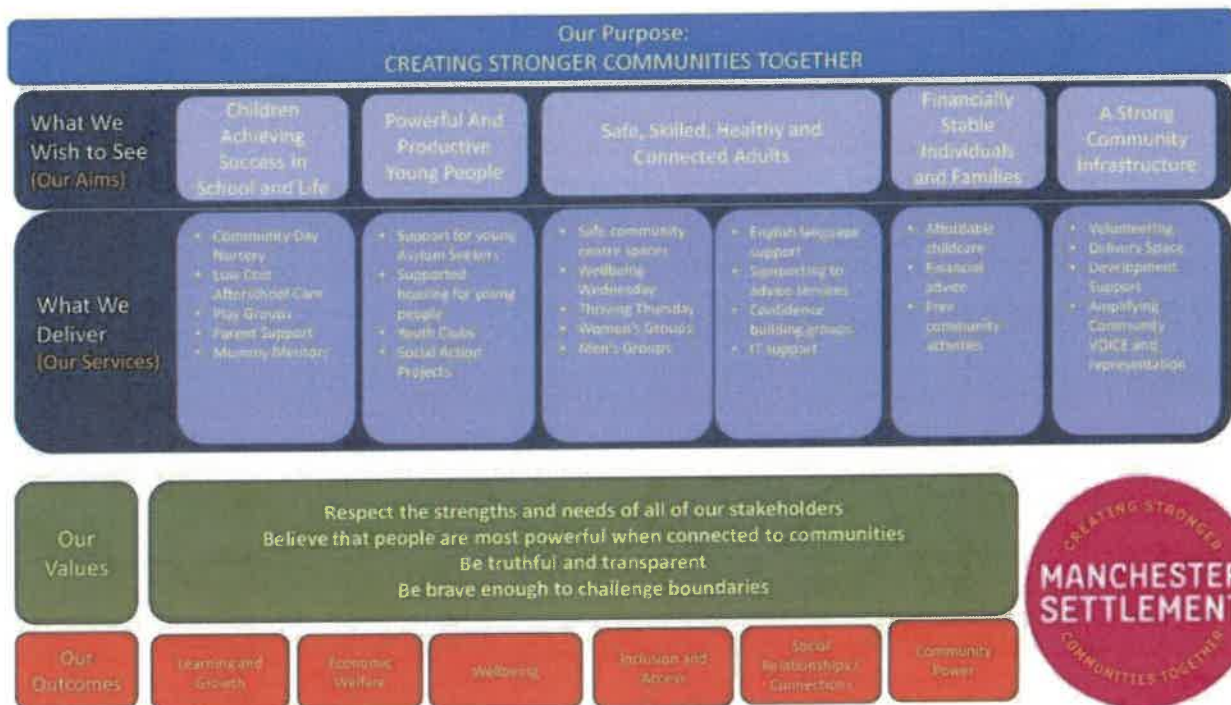 Our Purpose:
CREATING STRONGER COMMUNITIES TOGETHER
What We
Wish to See
(Our Aims)
Children
Achieving
Success in
School and Life
Powerful And
Productive
Young People
Safe, Skilled, Healthy and
Connected Adults
Financially
Stable
Individuals
and Families
A Strong
Community
Infrastructure
What We
Deliver
(Our Services)
• Community Day
Nursery
• Low Cost
Afterschool Care
• Play Groups
• Parent Support
• Mummy Mentors
• Support for young
Asylum Seekers
• Supported
housing for young
people
• Youth Clubs
• Social Action
Projects
• Safe community
centre spaces
• Wellbeing
Wednesday
• Thriving Thursday
• Women's Groups
• Men's Groups
• English language
support
• Signposting to
advice services
• Confidence
building groups
• IT support
• Affordable
childcare
• Financial
advice
• Free
community
activities
• Volunteering
• Delivery Space
• Development
Support
• Amplifying
Community
VOICE and
representation
Our
Values
Respect the strengths and needs of all of our stakeholders
Believe that people are most powerful when connected to communities
Be truthful and transparent
Be brave enough to challenge boundaries
CREATING STRONGER
MANCHESTER
SETTLEMENT
COMMUNITIES TOGETHER
Our
Outcomes
Learning and
Growth
Economic
Welfare
Wellbeing
Inclusion and
Access
Social
Relationships /
Connections
Community
Power